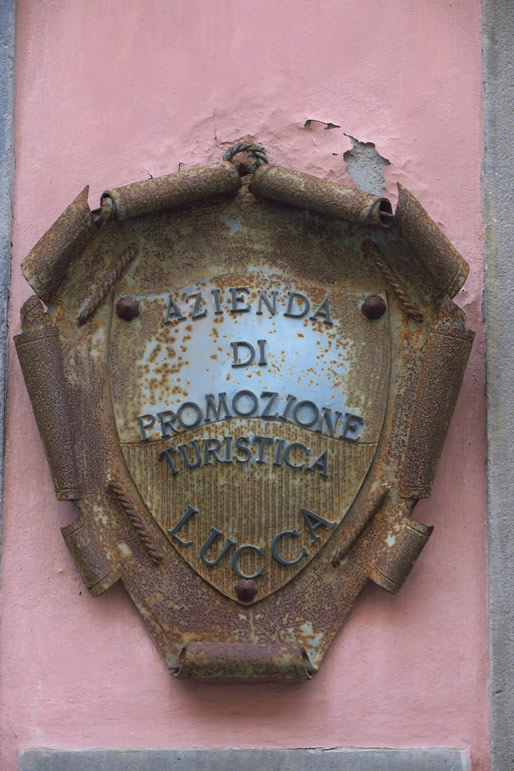 AZIENDA
DI
PROMOZIONE
TURISTICA
LUCCA